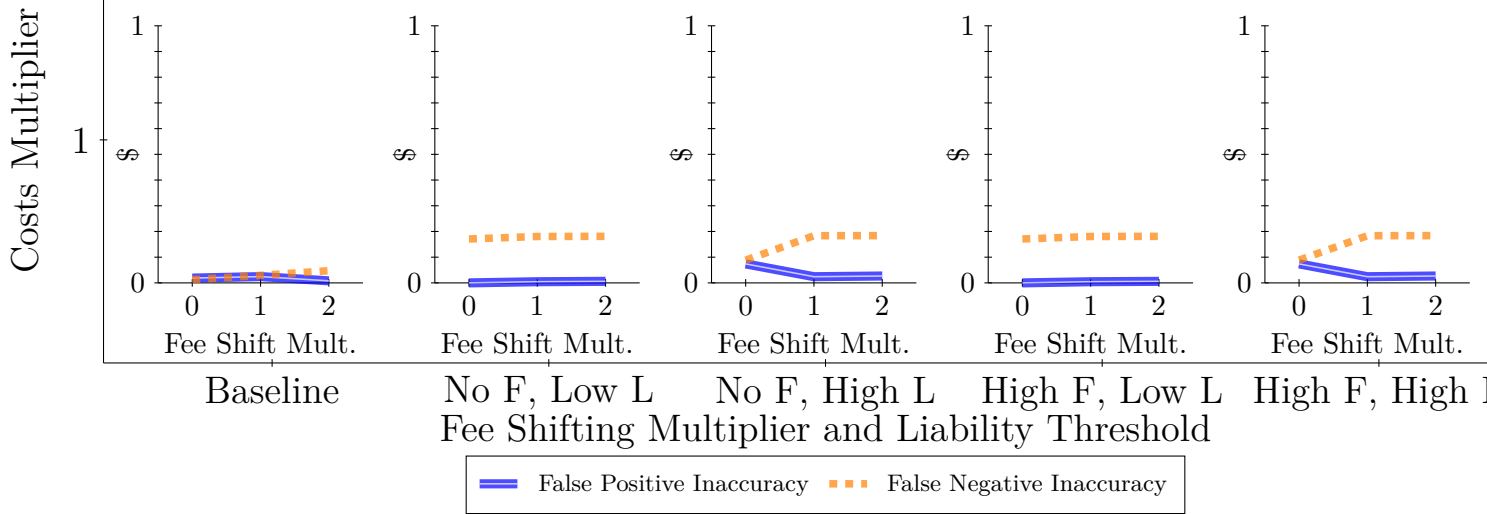 Costs Multiplier
1
1
0
$
0 1 2
Fee Shift Mult.
1
0
$
0 1 2
Fee Shift Mult.
1
0
$
0 1 2
Fee Shift Mult.
1
0
$
0 1 2
Fee Shift Mult.
1
0
$
0 1 2
Fee Shift Mult.
Baseline
No F, Low L
No F, High L
High F, Low L
High F, High
Fee Shifting Multiplier and Liability Threshold
False Positive Inaccuracy
False Negative Inaccuracy